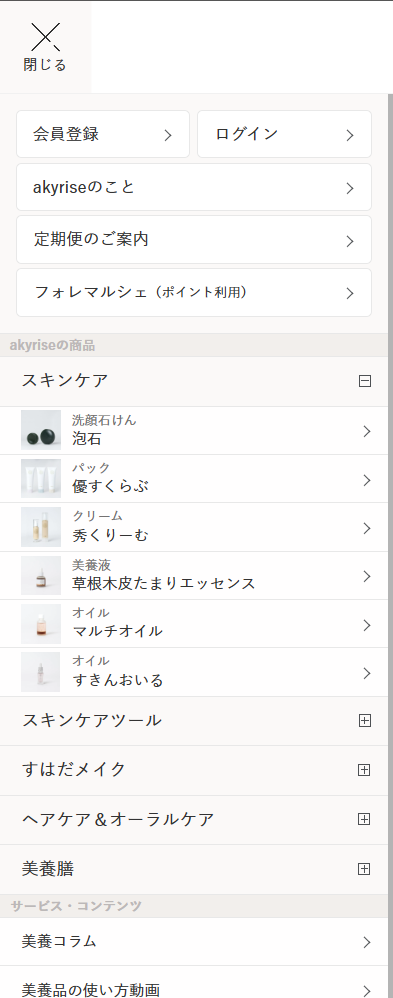 閉じる
会員登録
ログイン
akyriseのこと
定期便のご案内
フォレマルシェ（ポイント利用）
akyriseの商品
スキンケア
洗顔石けん
泡石
パック
優すくらぶ
クリーム
秀くりーむ
美養液
草根木皮たまりエッセンス
オイル
マルチオイル
オイル
すきんおいる
スキンケアツール
すはだメイク
ヘアケア＆オーラルケア
美養膳
サービス・コンテンツ
美養コラム
美養品の使い方動画